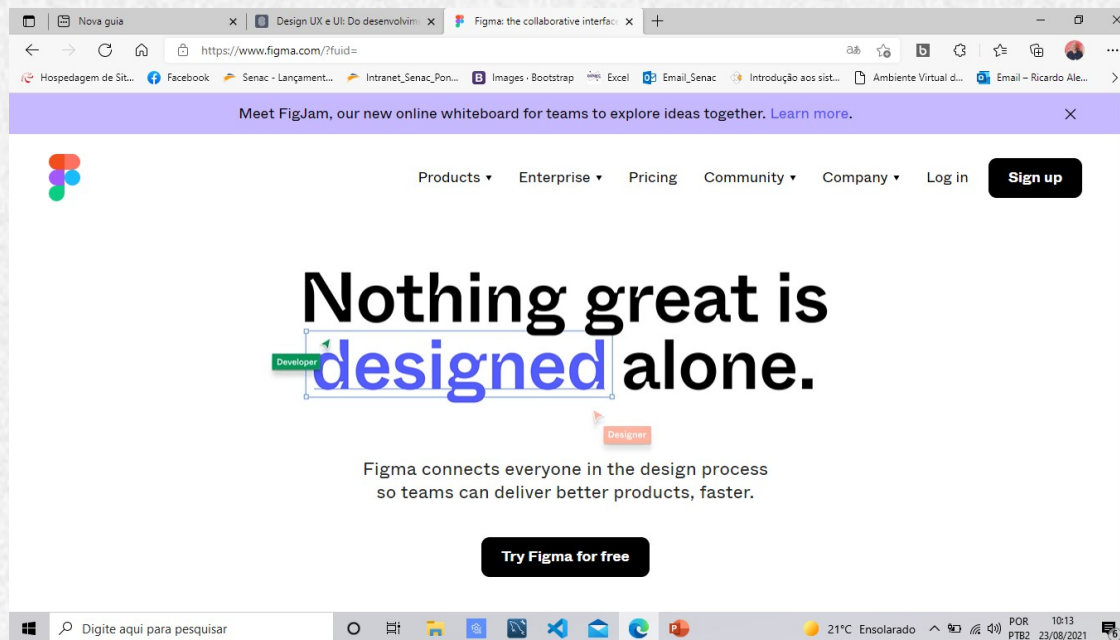 Nova guia
Design UX e UI: Do desenvolvim
Figma: the collaborative interfac
https://www.figma.com/?fuid=
Hospedagem de Sit...
Facebook
Senac - Lançament...
Intranet_Senac_Pon...
Images · Bootstrap
Excel
Email_Senac
Introdução aos sist...
Ambiente Virtual d...
Email – Ricardo Ale...
Meet FigJam, our new online whiteboard for teams to explore ideas together. Learn more.
Products
Enterprise
Pricing
Community
Company
Log in
Sign up
Nothing great is
designed alone.
Developer
Designer
Figma connects everyone in the design process
so teams can deliver better products, faster.
Try Figma for free
Digite aqui para pesquisar
21°C Ensolarado
POR
PTB2
10:13
23/08/2021